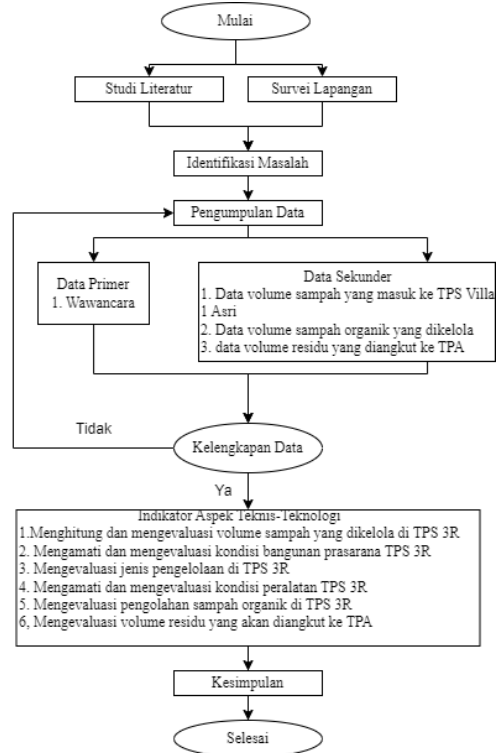 Mulai
Studi Literatur
Survei Lapangan
Identifikasi Masalah
Pengumpulan Data
Data Primer
1. Wawancara
Data Sekunder
1. Data volume sampah yang masuk ke TPS Villa
1 Asri
2. Data volume sampah organik yang dikelola
3. data volume residu yang diangkut ke TPA
Tidak
Kelengkapan Data
Ya
Indikator Aspek Teknis-Teknologi
1.Menghitung dan mengevaluasi volume sampah yang dikelola di TPS 3R
2. Mengamati dan mengevaluasi kondisi bangunan prasarana TPS 3R
3. Mengevaluasi jenis pengelolaan di TPS 3R
4. Mengamati dan mengevaluasi kondisi peralatan TPS 3R
5. Mengevaluasi pengolahan sampah organik di TPS 3R
6, Mengevaluasi volume residu yang akan diangkut ke TPA
Kesimpulan
Selesai